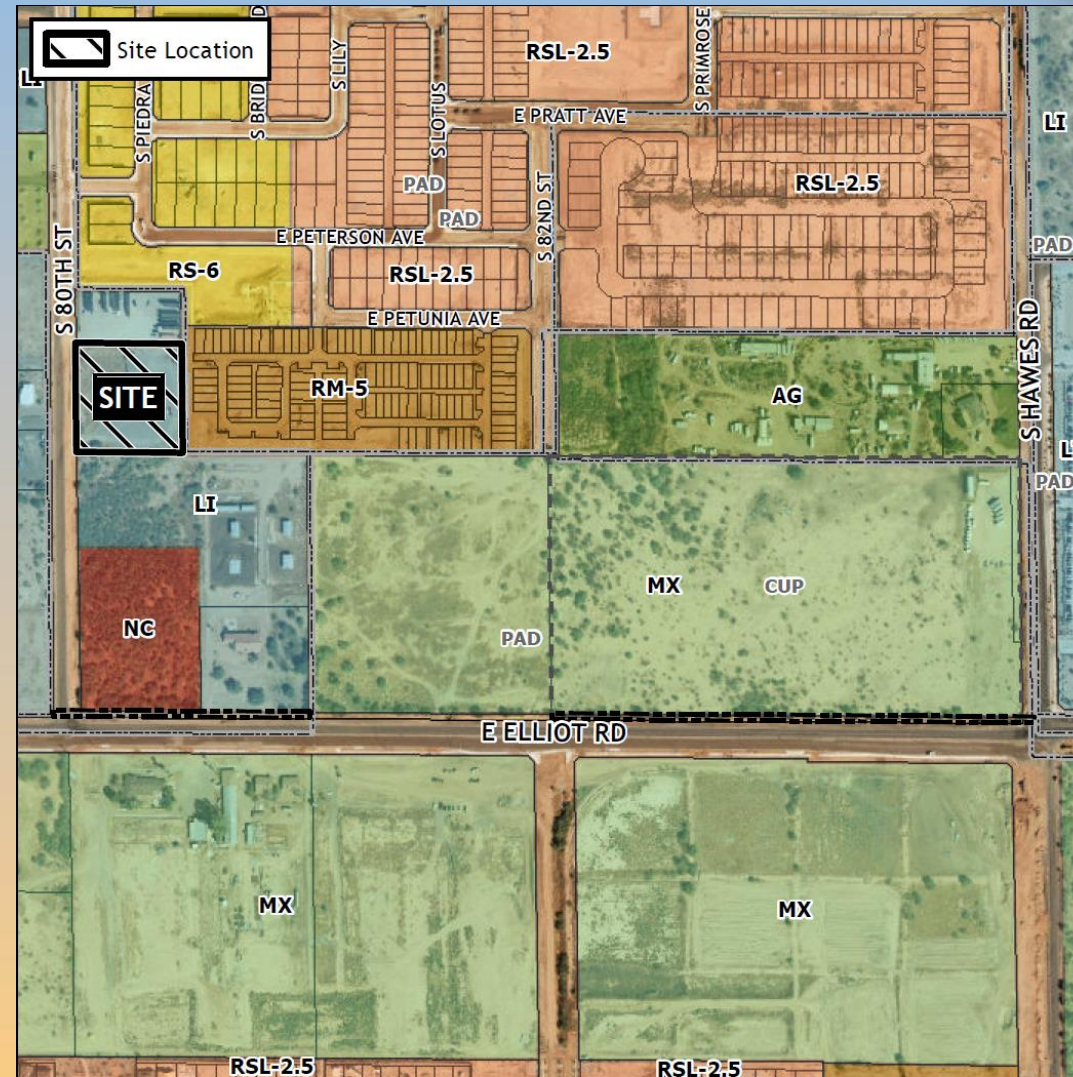 Site Location
LI
S PIEDRA
S BRID
D
S LILY
S LOTUS
RSL-2.5
S PRIMROSE
E PRATT AVE
LI
PAD
PAD
S 82ND ST
RSL-2.5
E PETERSON AVE
PAD
S 80TH ST
RS-6
RSL-2.5
E PETUNIA AVE
S HAWES RD
SITE
RM-5
AG
L
PAD
LI
MX
CUP
NC
PAD
E ELLIOT RD
MX
MX
RSL-2.5
RSL-2.5